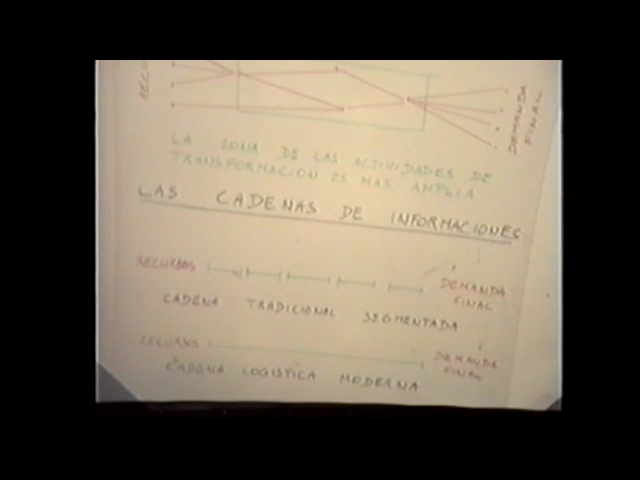 DEMANDA
FINAL
LA ZONA DE LAS ACTIVIDADES DE
TRANSFORMACION ES MAS AMPLIA
LAS CADENAS DE INFORMACIONES
RECURSOS
DEMANDA
FINAL
CADENA TRADICIONAL SEGMENTADA
RECURSOS
DEMANDA
FINAL
CADENA LOGISTICA MODERNA